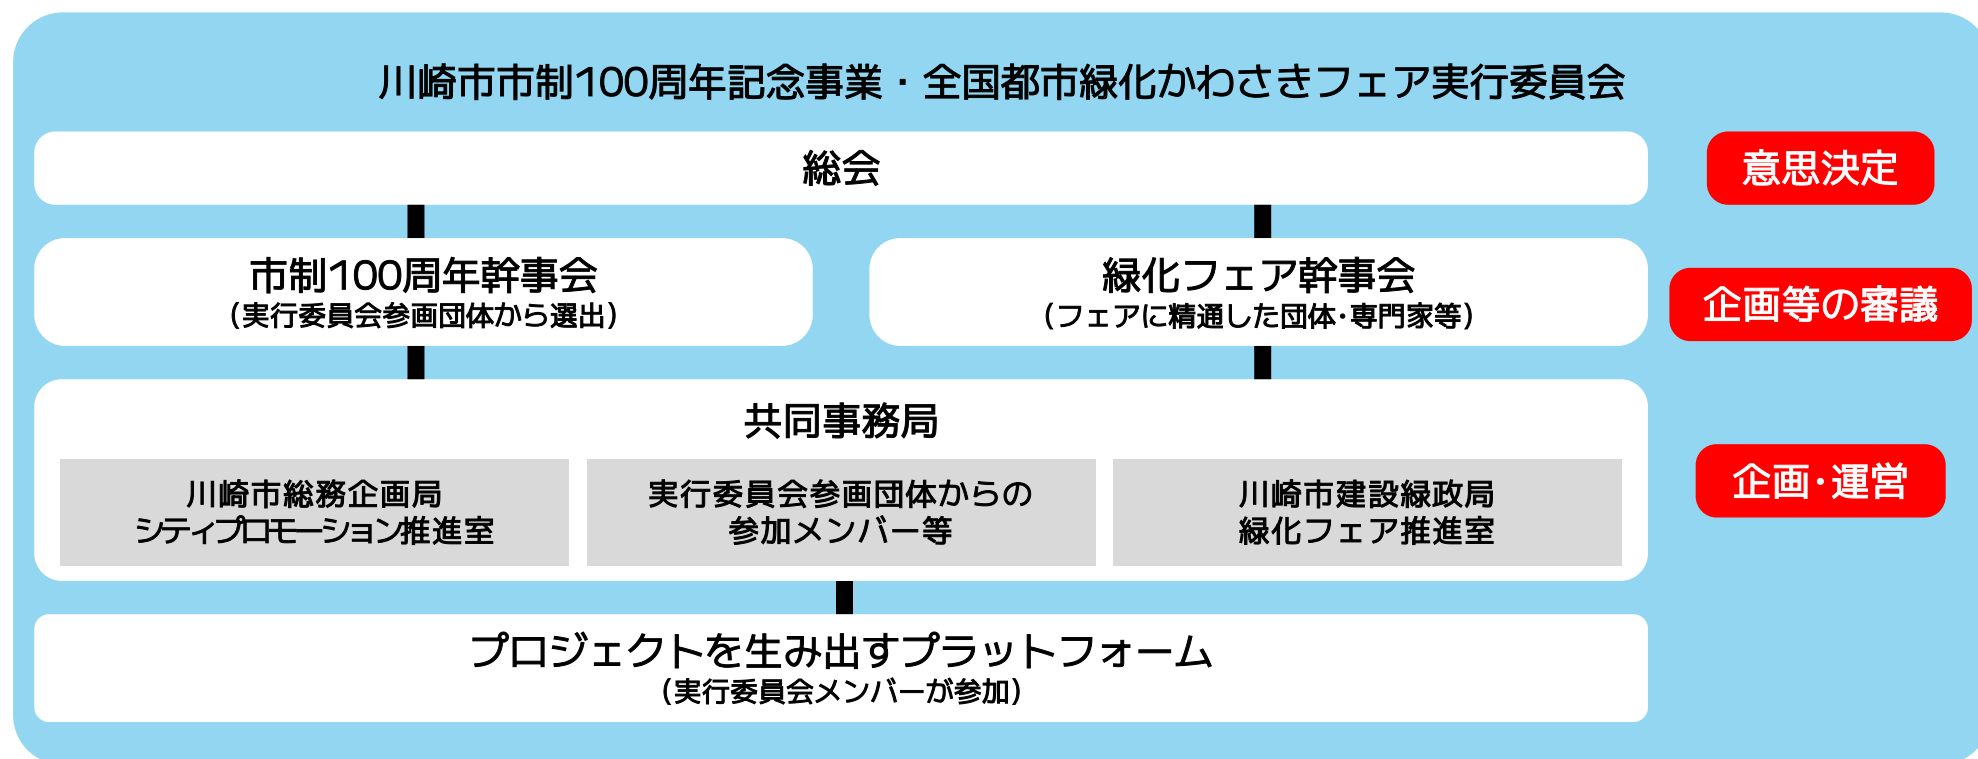 川崎市市制100周年記念事業・全国都市緑化かわさきフェア実行委員会
総会
意思決定
市制100周年幹事会
（実行委員会参画団体から選出）
緑化フェア幹事会
（フェアに精通した団体・専門家等）
企画等の審議
共同事務局
川崎市総務企画局
シティプロモーション推進室
実行委員会参画団体からの
参加メンバー等
川崎市建設緑政局
緑化フェア推進室
企画・運営
プロジェクトを生み出すプラットフォーム
（実行委員会メンバーが参加）